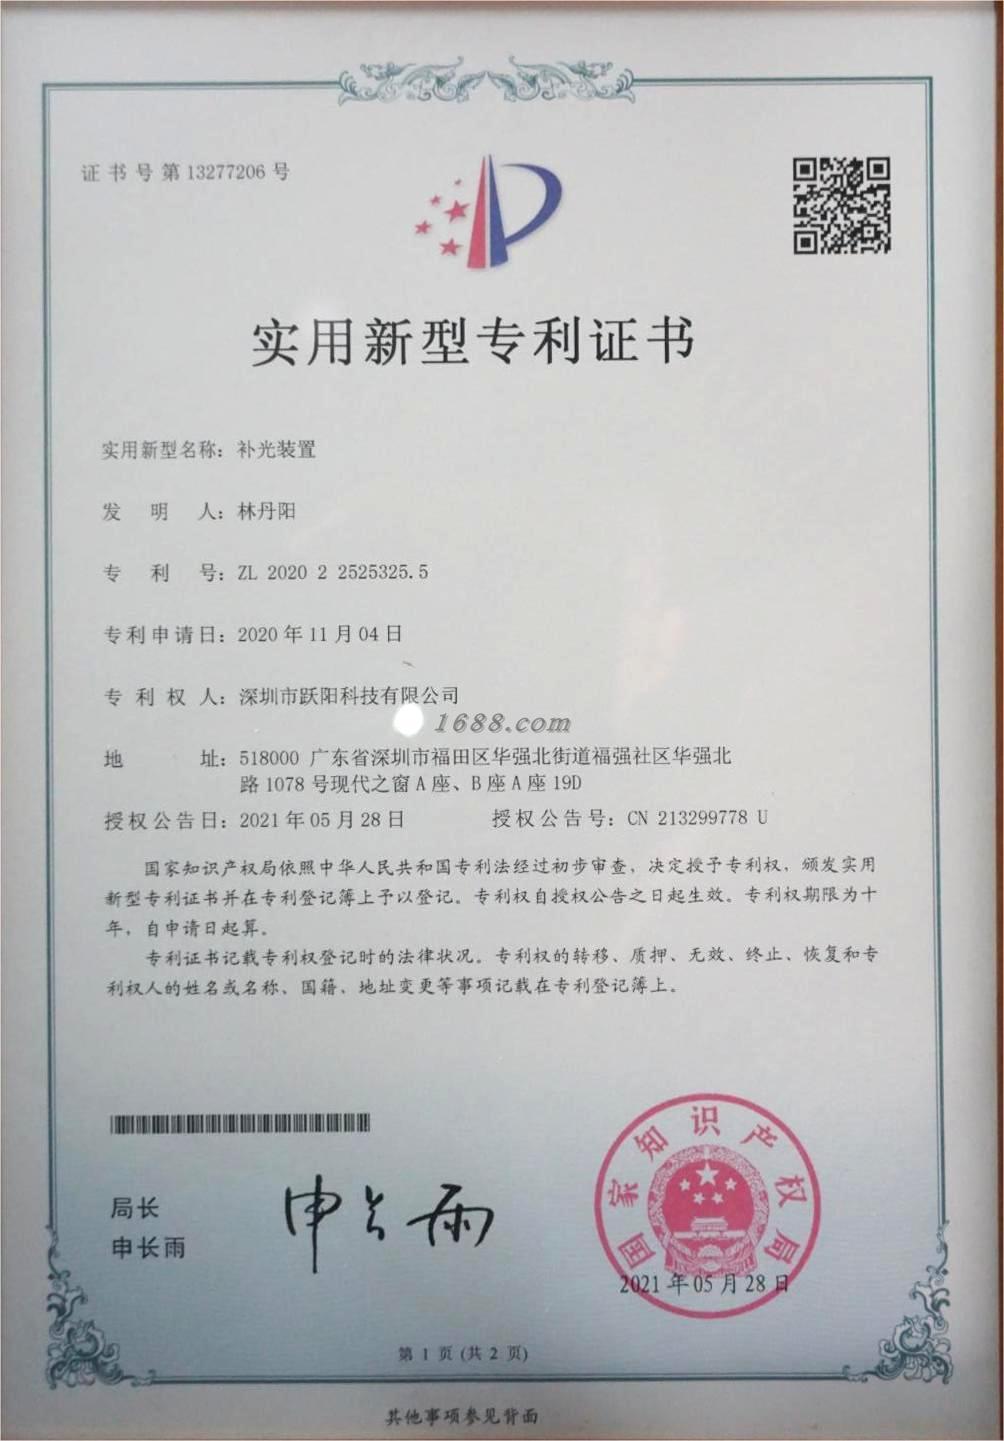 证书号第13277206号
实用新型专利证书
实用新型名称：补光装置
发明人：林丹阳
专利号：ZL 2020 2 2525325.5
专利申请日：2020年11月04日
专利权人：深圳市跃阳科技有限公司
1688.com
地址：518000 广东省深圳市福田区华强北街道福强社区华强北
路1078号现代之窗A座、B座A座19D
授权公告日：2021年05月28日 授权公告号：CN 213299778 U
国家知识产权局依照中华人民共和国专利法经过初步审查，决定授予专利权，颁发实用
新型专利证书并在专利登记簿上予以登记。专利权自授权公告之日起生效。专利权期限为十
年，自申请日起算。
专利证书记载专利权登记时的法律状况。专利权的转移、质押、无效、终止、恢复和专
利权人的姓名或名称、国籍、地址变更等事项记载在专利登记簿上。
局长
申长雨
申长雨
国家知识产权局
2021年05月28日
第 1 页 (共 2 页)
其他事项参见背面